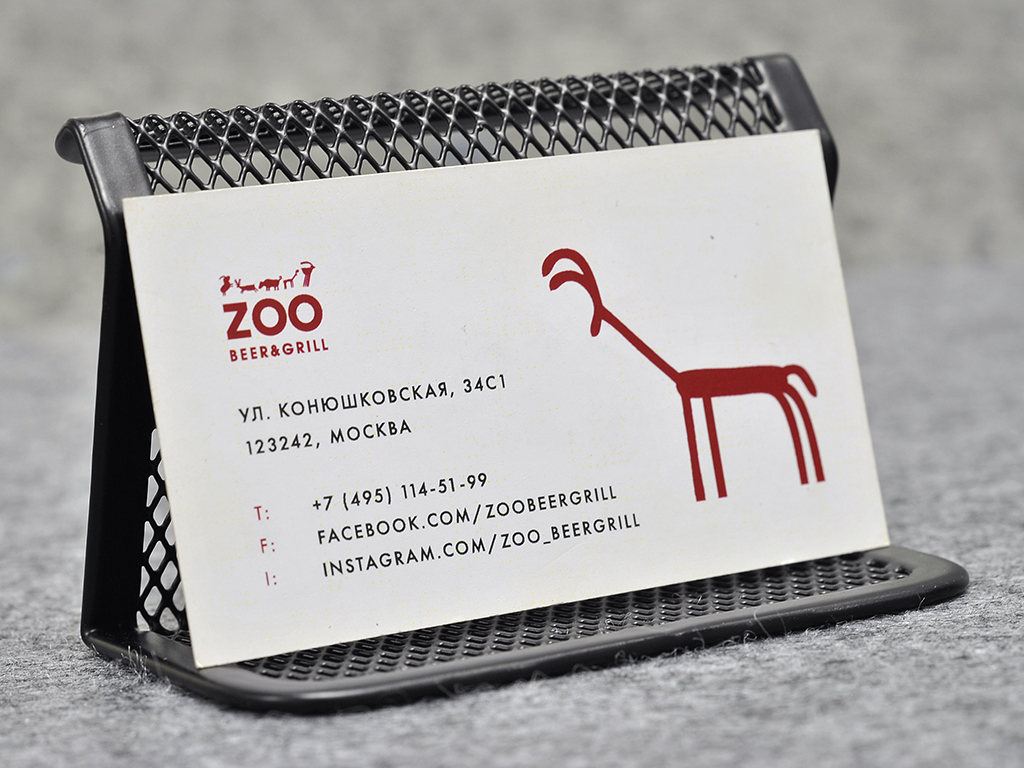 ZOO
BEER&GRILL
УЛ. КОНЮШКОВСКАЯ, 34С1
123242, МОСКВА
T: +7 (495) 114-51-99
F: FACEBOOK.COM/ZOOBEERGRILL
I: INSTAGRAM.COM/ZOO_BEERGRILL